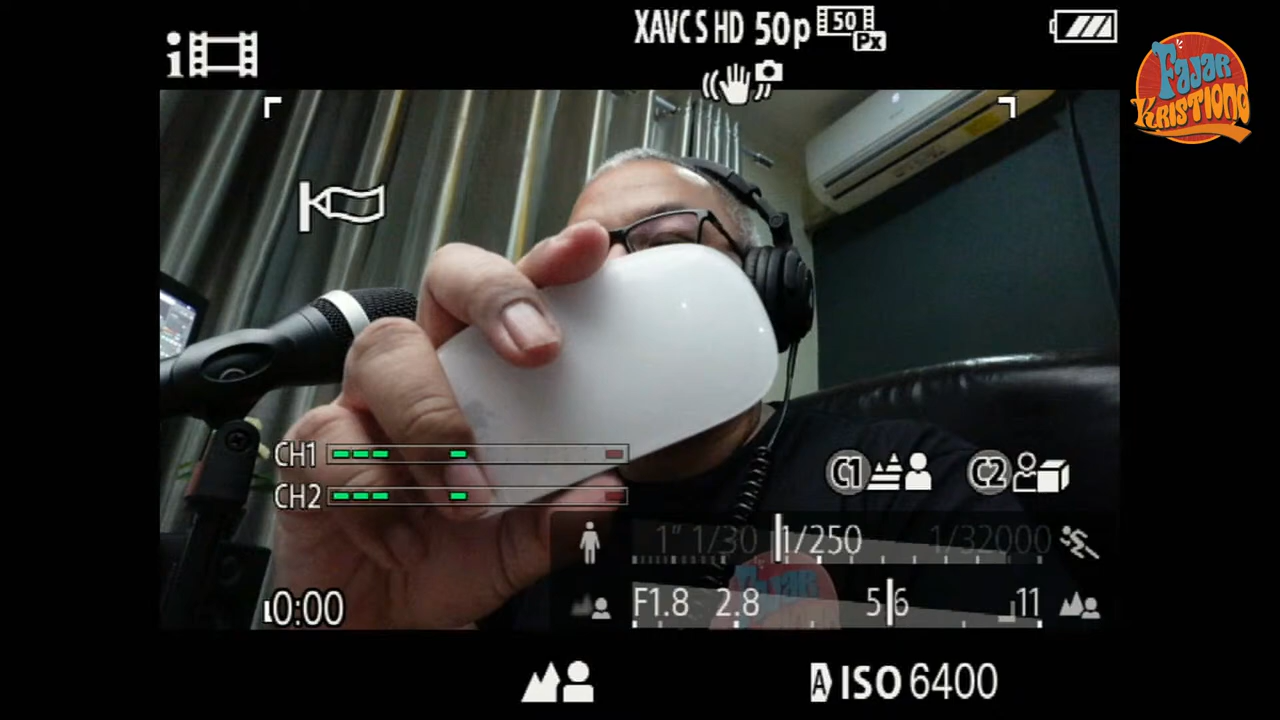 i
XAVC S HD 50p 50 Px
FAJAR
KRISTIONO
CH1
CH2
C1 C2
1" 1/30 1/250 1/32000
F1.8 2.8 5 6 11
0:00
A ISO 6400